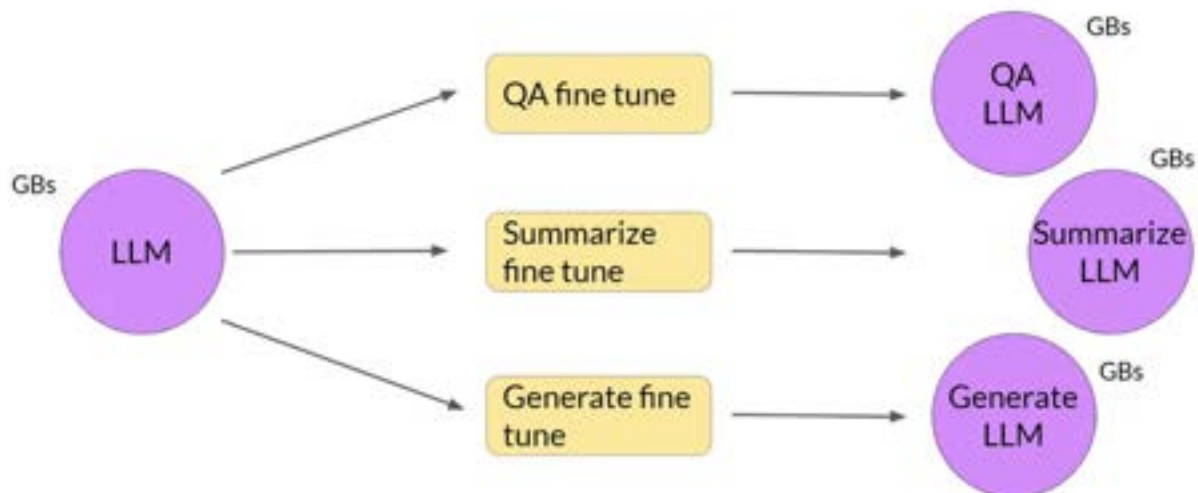 GBs
LLM
QA fine tune
Summarize
fine tune
Generate fine
tune
GBs
QA
LLM
GBs
Summarize
LLM
GBs
Generate
LLM